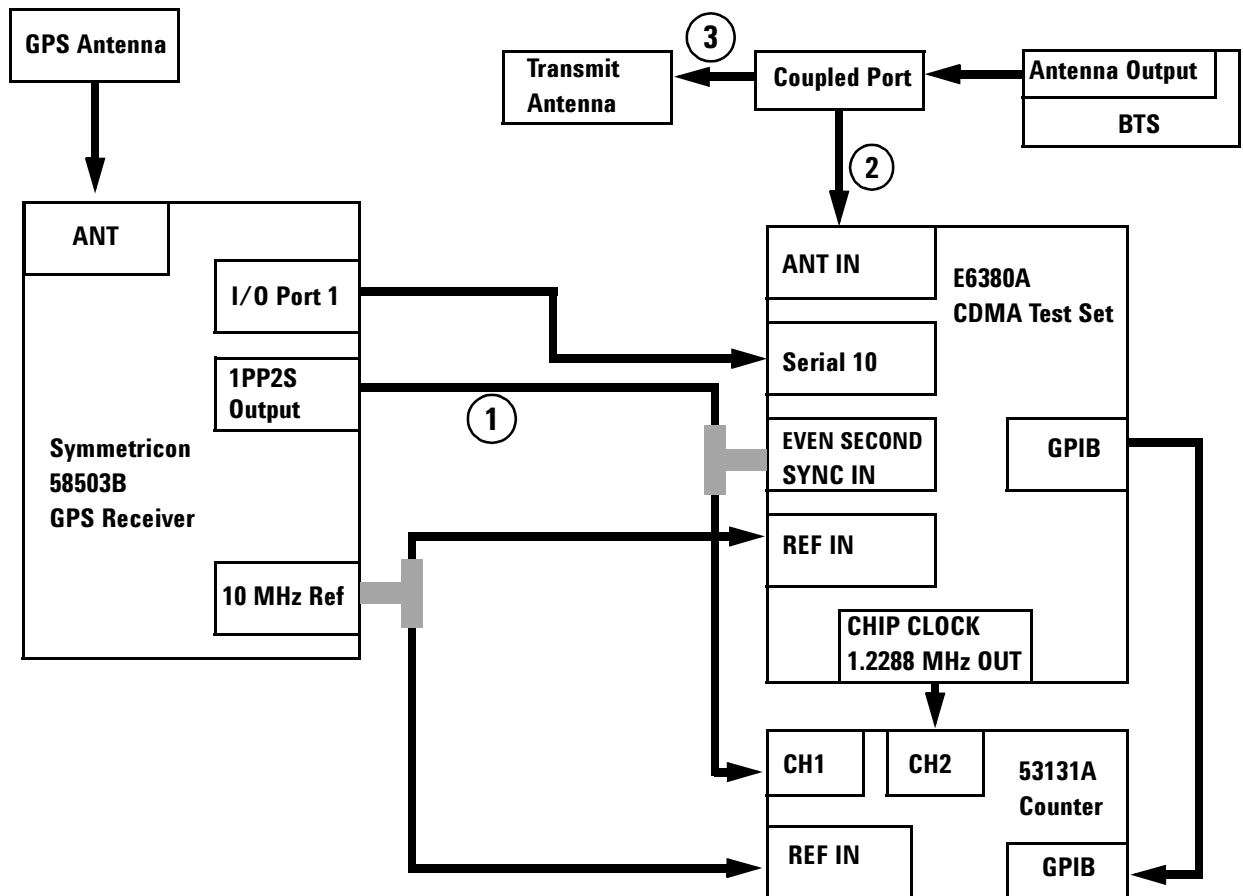 GPS Antenna
3
Transmit
Antenna
Coupled Port
Antenna Output
BTS
2
ANT
I/O Port 1
1PP2S
Output
1
Symmetricon
58503B
GPS Receiver
10 MHz Ref
ANT IN
E6380A
CDMA Test Set
Serial 10
EVEN SECOND
SYNC IN
GPIB
REF IN
CHIP CLOCK
1.2288 MHz OUT
CH1
CH2
53131A
Counter
REF IN
GPIB